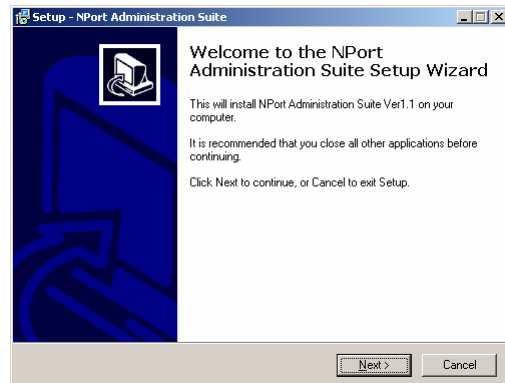 Setup - NPort Administration Suite
Welcome to the NPort
Administration Suite Setup Wizard
This will install NPort Administration Suite Ver1.1 on your
computer.
It is recommended that you close all other applications before
continuing.
Click Next to continue, or Cancel to exit Setup.
Next >
Cancel